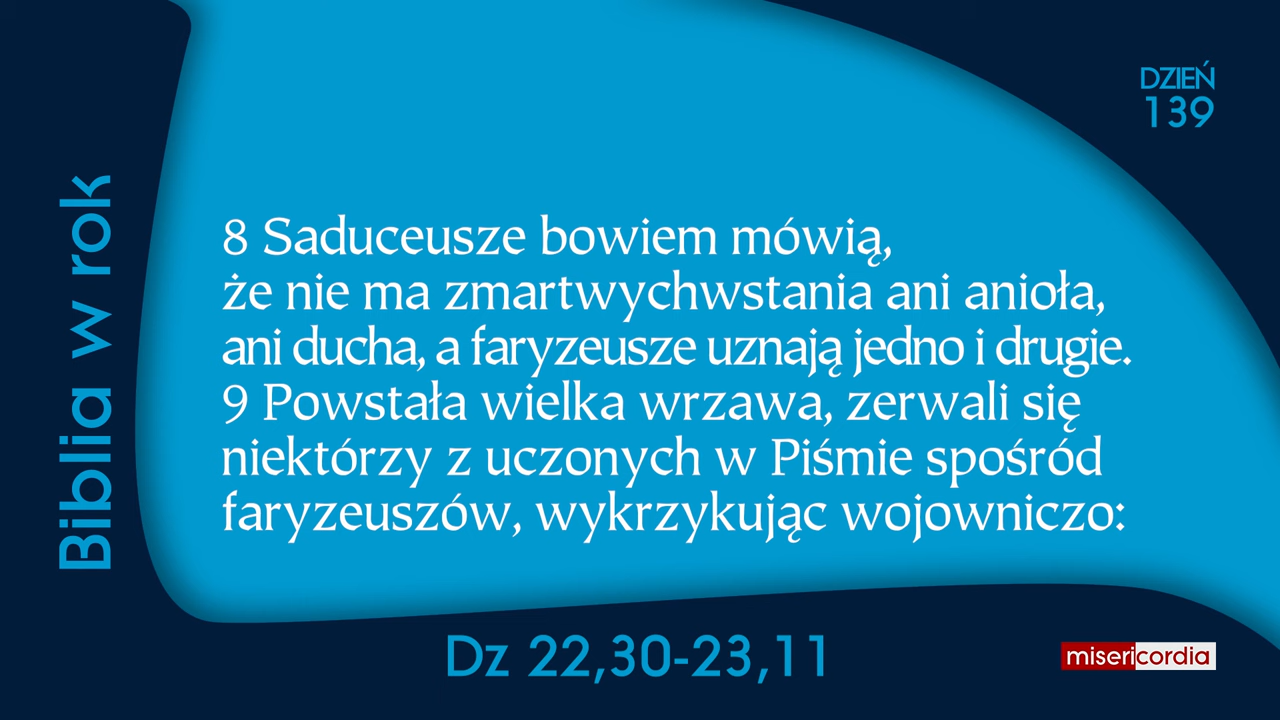 DZIEŃ
139
Biblia w rok
8 Saduceusze bowiem mówią,
że nie ma zmartwychwstania ani anioła,
ani ducha, a faryzeusze uznają jedno i drugie.
9 Powstała wielka wrzawa, zerwali się
niektórzy z uczonych w Piśmie spośród
faryzeuszów, wykrzykując wojowniczo:
Dz 22,30-23,11
misericordia